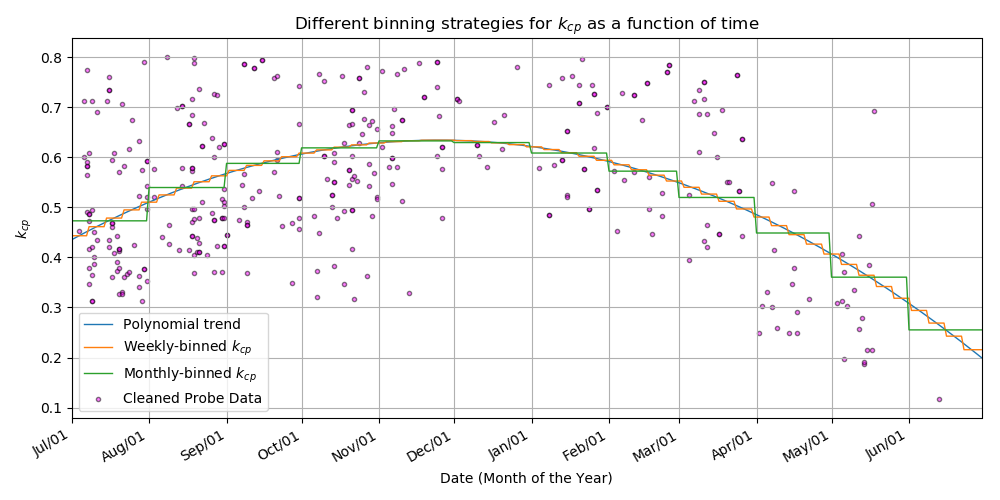 Different binning strategies for k_cp as a function of time
k_cp
0.8
0.7
0.6
0.5
0.4
0.3
0.2
0.1
Polynomial trend
Weekly-binned k_cp
Monthly-binned k_cp
Cleaned Probe Data
Jul/01 Aug/01 Sep/01 Oct/01 Nov/01 Dec/01 Jan/01 Feb/01 Mar/01 Apr/01 May/01 Jun/01
Date (Month of the Year)